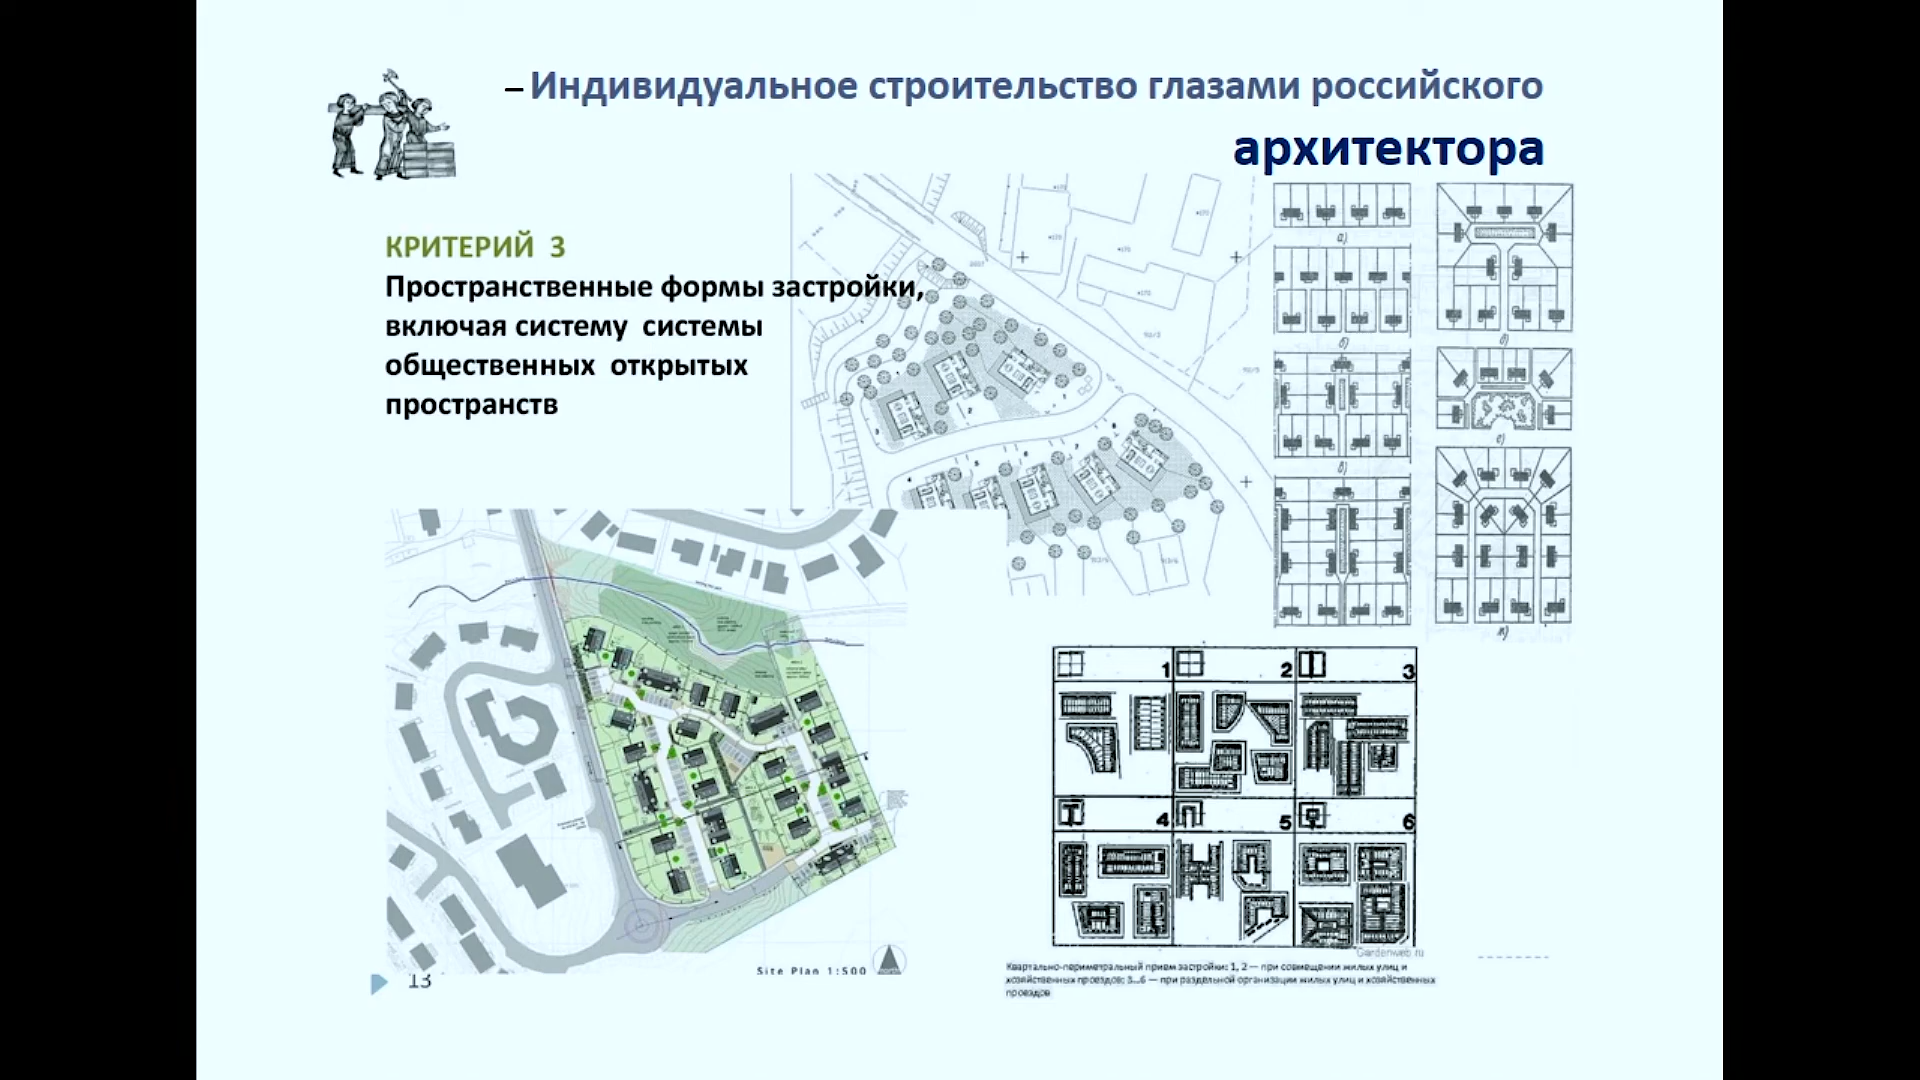 – Индивидуальное строительство глазами российского
архитектора
КРИТЕРИЙ 3
Пространственные формы застройки,
включая систему системы
общественных открытых
пространств
а)
б)
в)
д)
е)
ж)
1 2 3
4 5 6
Gardenweb.ru
Квартально-периметральный прием застройки: 1, 2 — при совмещении жилых улиц и
хозяйственных проездов; 3...6 — при раздельной организации жилых улиц и хозяйственных
проездов
Site Plan 1:500
13